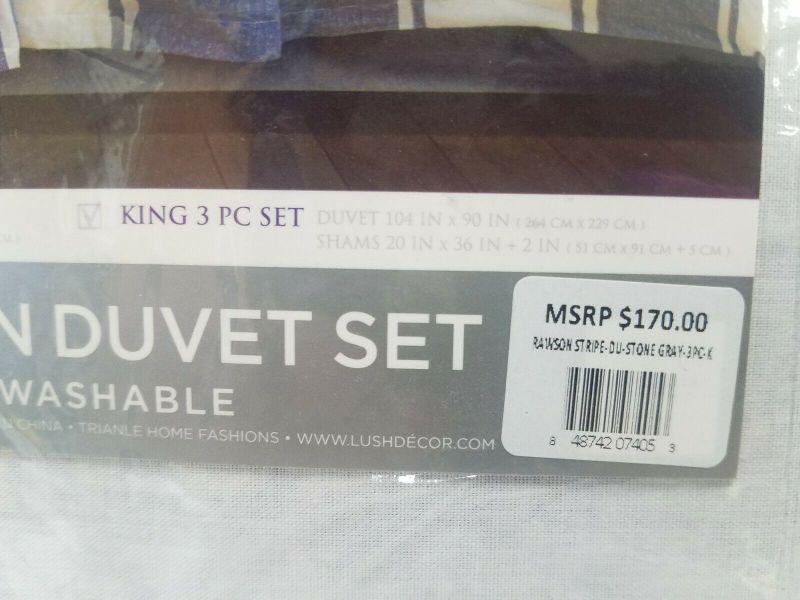 KING 3 PC SET DUVET 104 IN x 90 IN ( 264 CM X 229 CM )
SHAMS 20 IN x 36 IN + 2 IN ( 51 CM X 91 CM + 5 CM )
CM )
N DUVET SET
WASHABLE
N CHINA • TRIANLE HOME FASHIONS • WWW.LUSHDÉCOR.COM
MSRP $170.00
RAWSON STRIPE-DU-STONE GRAY-3PC-K
8 48742 07405 3